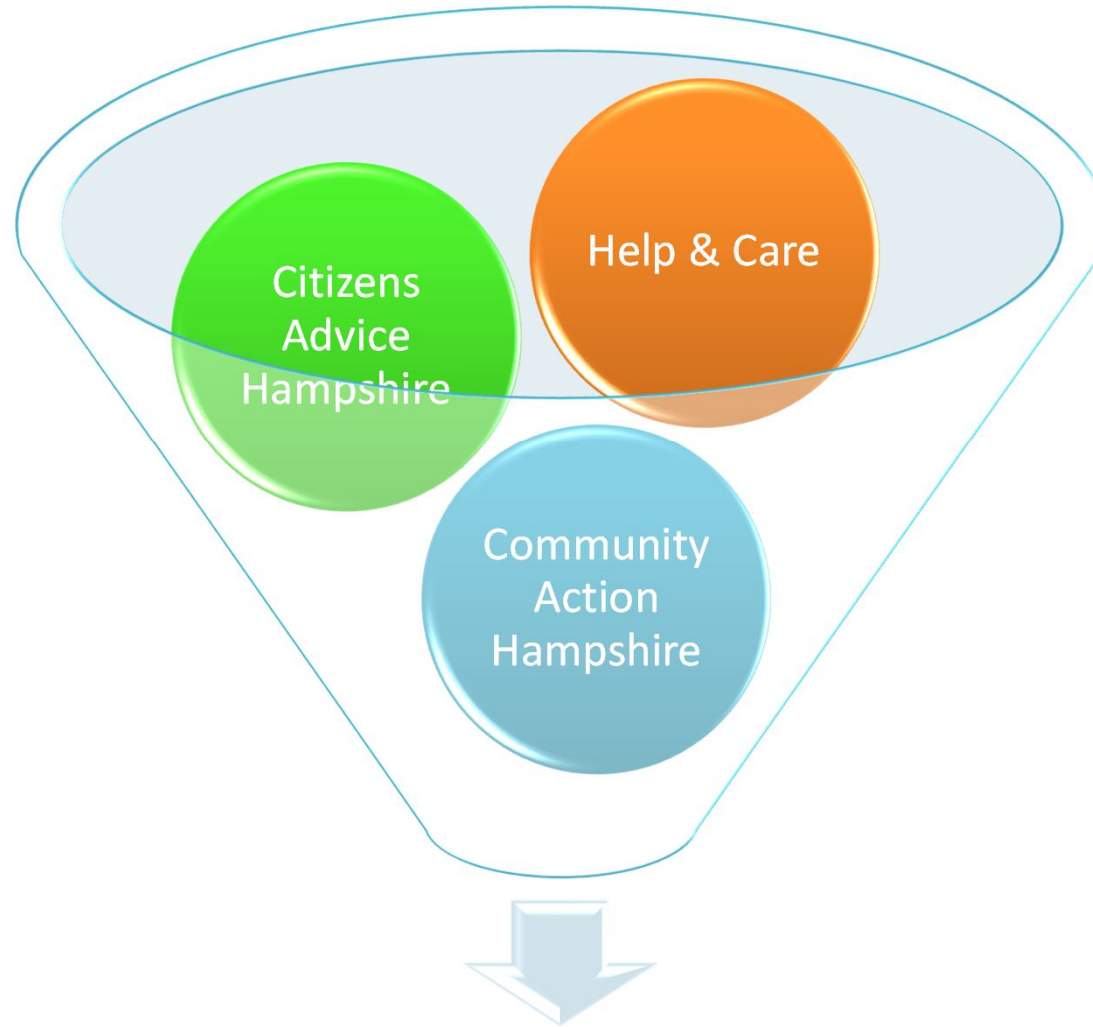 Citizens
Advice
Hampshire
Help & Care
Community
Action
Hampshire